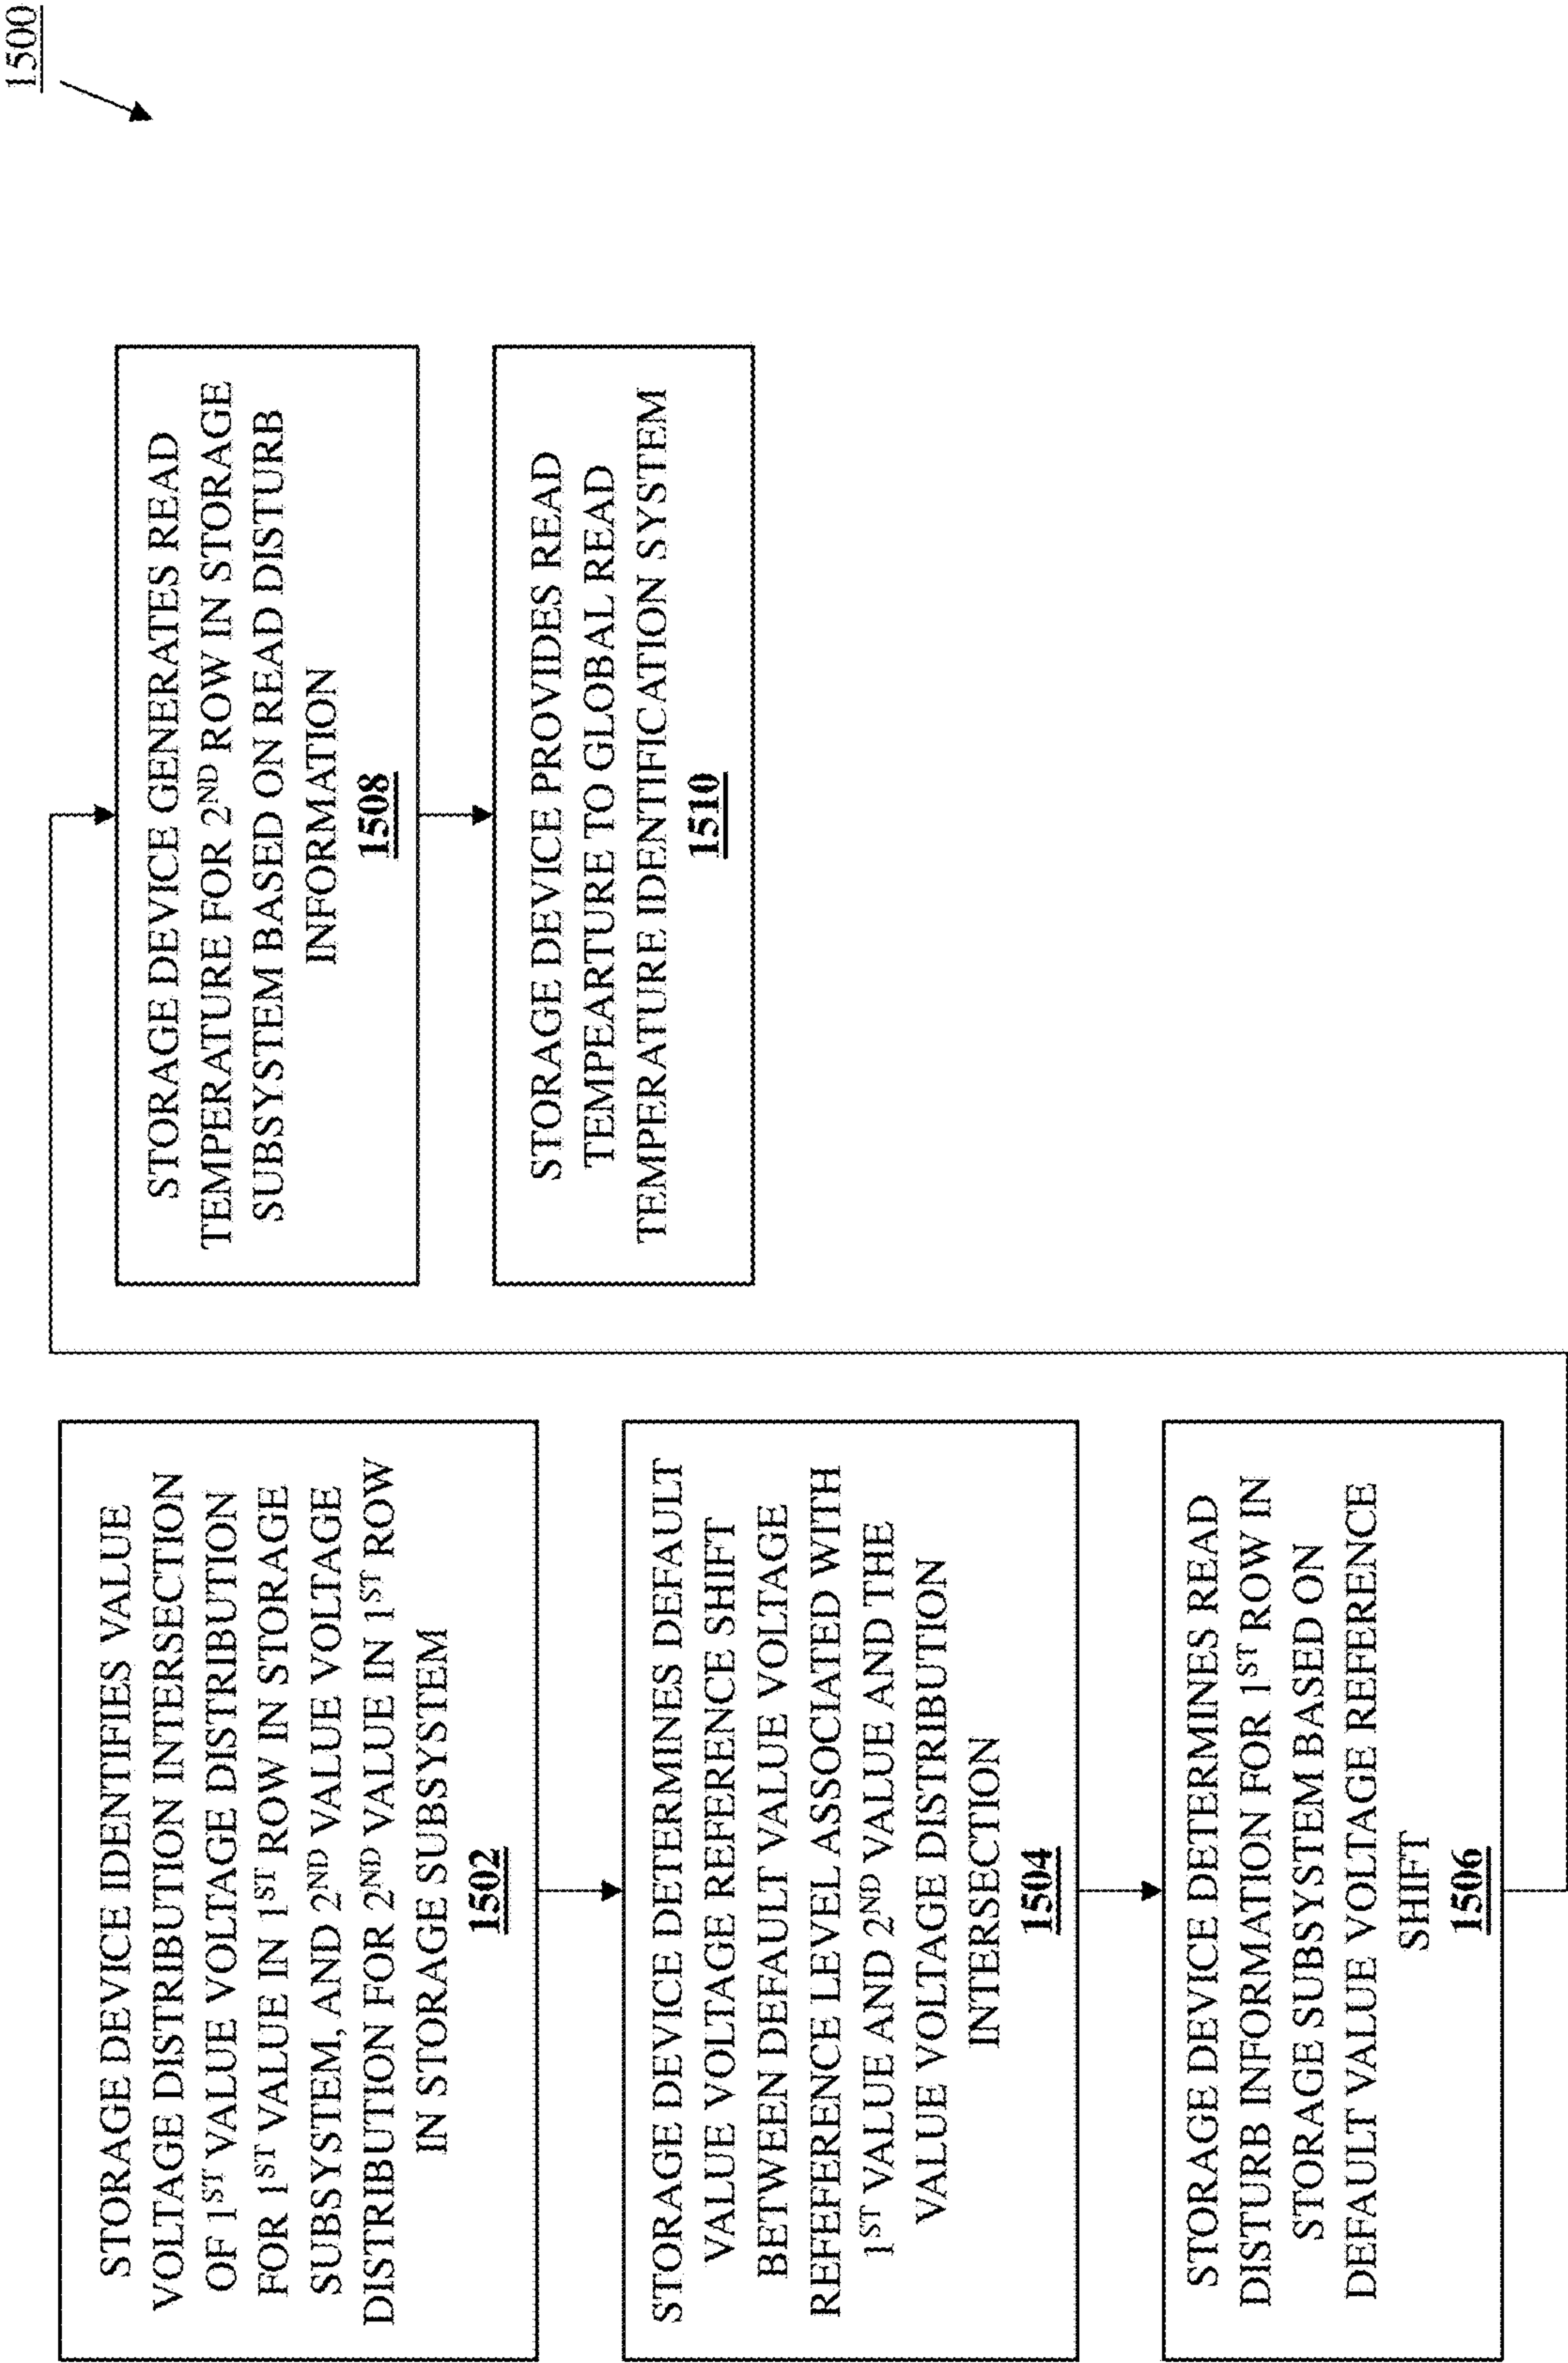 1500
STORAGE DEVICE IDENTIFIES VALUE
VOLTAGE DISTRIBUTION INTERSECTION
OF 1ST VALUE VOLTAGE DISTRIBUTION
FOR 1ST VALUE IN 1ST ROW IN STORAGE
SUBSYSTEM, AND 2ND VALUE VOLTAGE
DISTRIBUTION FOR 2ND VALUE IN 1ST ROW
IN STORAGE SUBSYSTEM
1502
STORAGE DEVICE DETERMINES DEFAULT
VALUE VOLTAGE REFERENCE SHIFT
BETWEEN DEFAULT VALUE VOLTAGE
REFEFERENCE LEVEL ASSOCIATED WITH
1ST VALUE AND 2ND VALUE AND THE
VALUE VOLTAGE DISTRIBUTION
INTERSECTION
1504
STORAGE DEVICE DETERMINES READ
DISTURB INFORMATION FOR 1ST ROW IN
STORAGE SUBSYSTEM BASED ON
DEFAULT VALUE VOLTAGE REFERENCE
SHIFT
1506
STORAGE DEVICE GENERATES READ
TEMPERATURE FOR 2ND ROW IN STORAGE
SUBSYSTEM BASED ON READ DISTURB
INFORMATION
1508
STORAGE DEVICE PROVIDES READ
TEMPEARTURE TO GLOBAL READ
TEMPERATURE IDENTIFICATION SYSTEM
1510